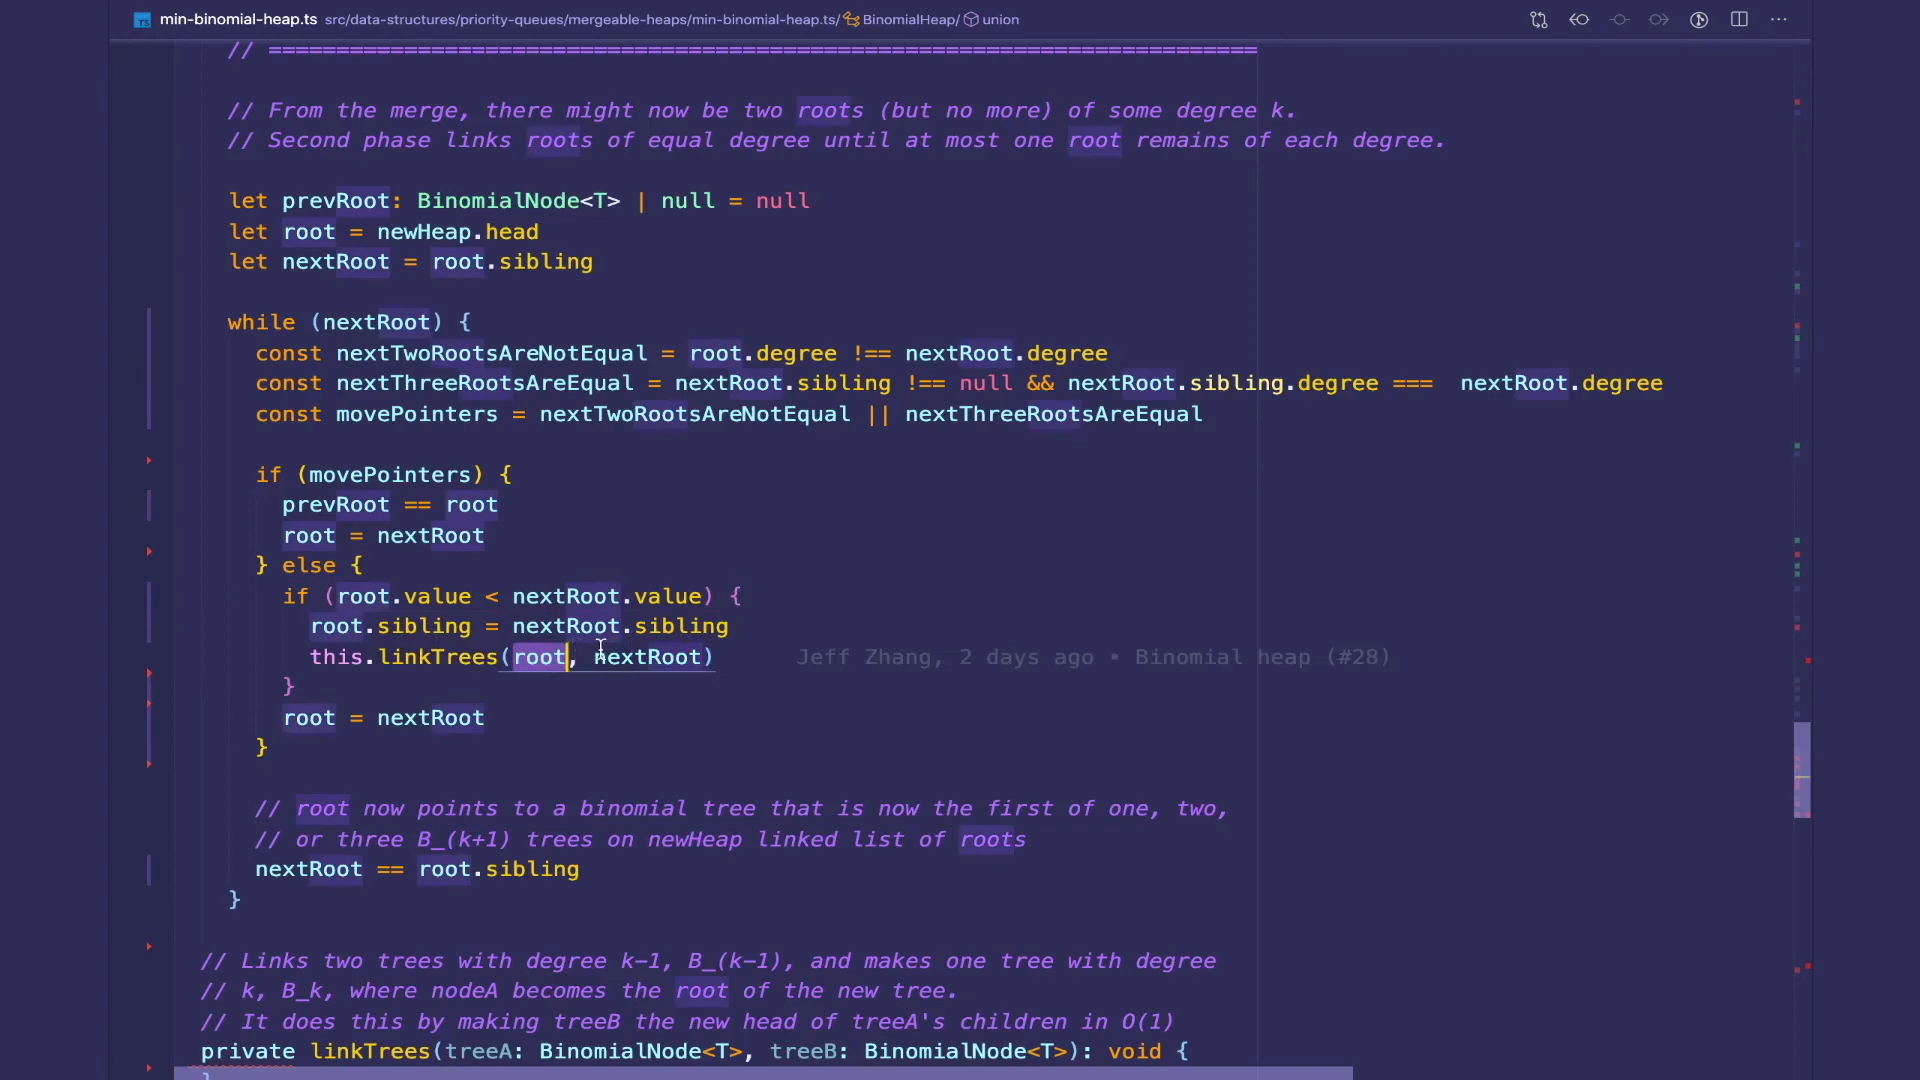 min-binomial-heap.ts src/data-structures/priority-queues/mergeable-heaps/min-binomial-heap.ts/ BinomialHeap/ union
// =========================================================================
// From the merge, there might now be two roots (but no more) of some degree k.
// Second phase links roots of equal degree until at most one root remains of each degree.
let prevRoot: BinomialNode<T> | null = null
let root = newHeap.head
let nextRoot = root.sibling
while (nextRoot) {
const nextTwoRootsAreNotEqual = root.degree !== nextRoot.degree
const nextThreeRootsAreEqual = nextRoot.sibling !== null && nextRoot.sibling.degree ===  nextRoot.degree
const movePointers = nextTwoRootsAreNotEqual || nextThreeRootsAreEqual
if (movePointers) {
prevRoot == root
root = nextRoot
} else {
if (root.value < nextRoot.value) {
root.sibling = nextRoot.sibling
this.linkTrees(root, nextRoot) Jeff Zhang, 2 days ago • Binomial heap (#28)
}
root = nextRoot
}
// root now points to a binomial tree that is now the first of one, two,
// or three B_(k+1) trees on newHeap linked list of roots
nextRoot == root.sibling
}
// Links two trees with degree k-1, B_(k-1), and makes one tree with degree
// k, B_k, where nodeA becomes the root of the new tree.
// It does this by making treeB the new head of treeA's children in O(1)
private linkTrees(treeA: BinomialNode<T>, treeB: BinomialNode<T>): void {